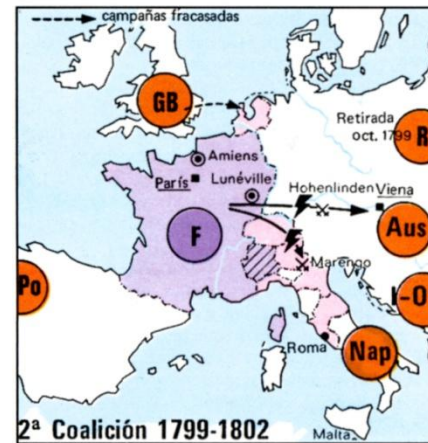 campañas fracasadas
GB
Retirada
oct. 1799
R
Amiens
París
Lunéville
Hohenlinden
Viena
F
Aus
Marengo
Po
I-O
Roma
Nap
2ª Coalición 1799-1802
Malta